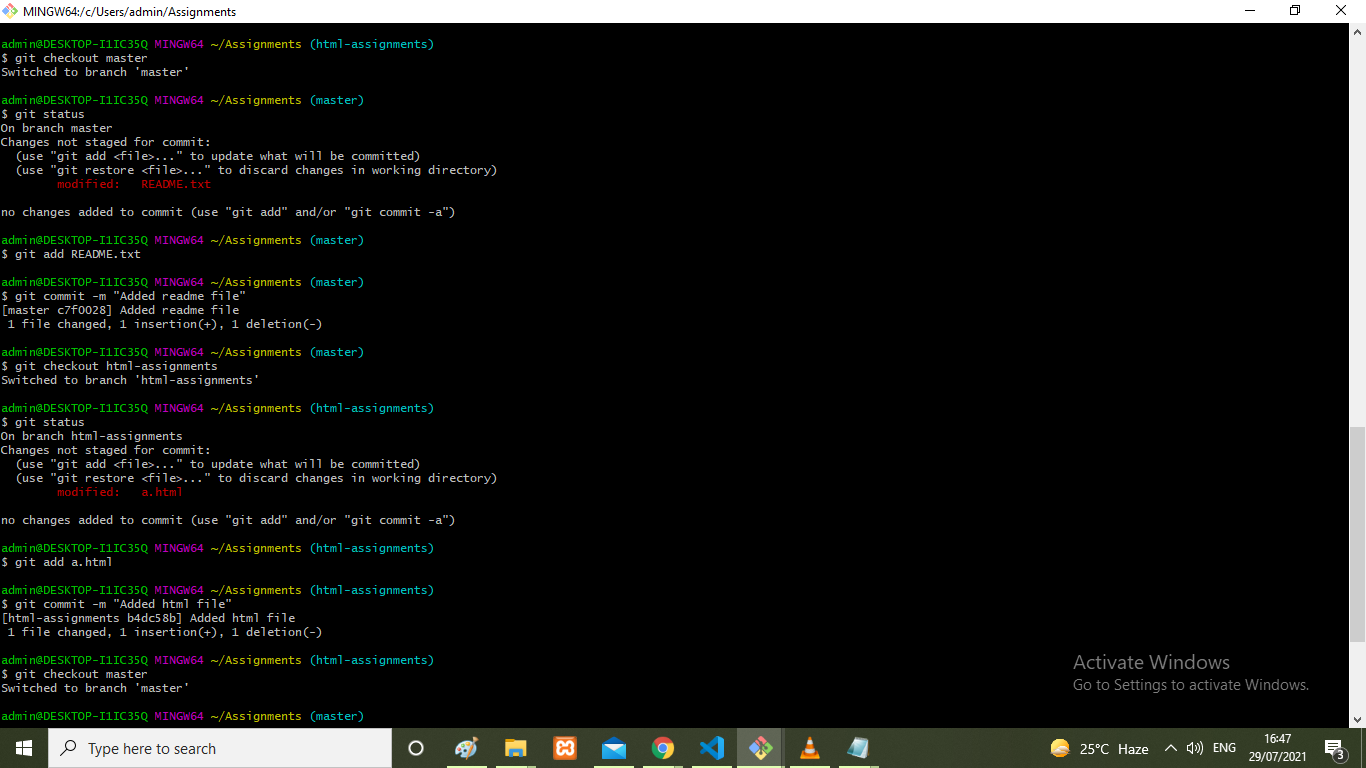 MINGW64:/c/Users/admin/Assignments
admin@DESKTOP-I1IC35Q MINGW64 ~/Assignments (html-assignments)
$ git checkout master
Switched to branch 'master'
admin@DESKTOP-I1IC35Q MINGW64 ~/Assignments (master)
$ git status
On branch master
Changes not staged for commit:
(use "git add <file>..." to update what will be committed)
(use "git restore <file>..." to discard changes in working directory)
modified: README.txt
no changes added to commit (use "git add" and/or "git commit -a")
admin@DESKTOP-I1IC35Q MINGW64 ~/Assignments (master)
$ git add README.txt
admin@DESKTOP-I1IC35Q MINGW64 ~/Assignments (master)
$ git commit -m "Added readme file"
[master c7f0028] Added readme file
1 file changed, 1 insertion(+), 1 deletion(-)
admin@DESKTOP-I1IC35Q MINGW64 ~/Assignments (master)
$ git checkout html-assignments
Switched to branch 'html-assignments'
admin@DESKTOP-I1IC35Q MINGW64 ~/Assignments (html-assignments)
$ git status
On branch html-assignments
Changes not staged for commit:
(use "git add <file>..." to update what will be committed)
(use "git restore <file>..." to discard changes in working directory)
modified: a.html
no changes added to commit (use "git add" and/or "git commit -a")
admin@DESKTOP-I1IC35Q MINGW64 ~/Assignments (html-assignments)
$ git add a.html
admin@DESKTOP-I1IC35Q MINGW64 ~/Assignments (html-assignments)
$ git commit -m "Added html file"
[html-assignments b4dc58b] Added html file
1 file changed, 1 insertion(+), 1 deletion(-)
admin@DESKTOP-I1IC35Q MINGW64 ~/Assignments (html-assignments)
$ git checkout master
Switched to branch 'master'
admin@DESKTOP-I1IC35Q MINGW64 ~/Assignments (master)
Activate Windows
Go to Settings to activate Windows.
Type here to search
25°C Haze
ENG
16:47
29/07/2021
3